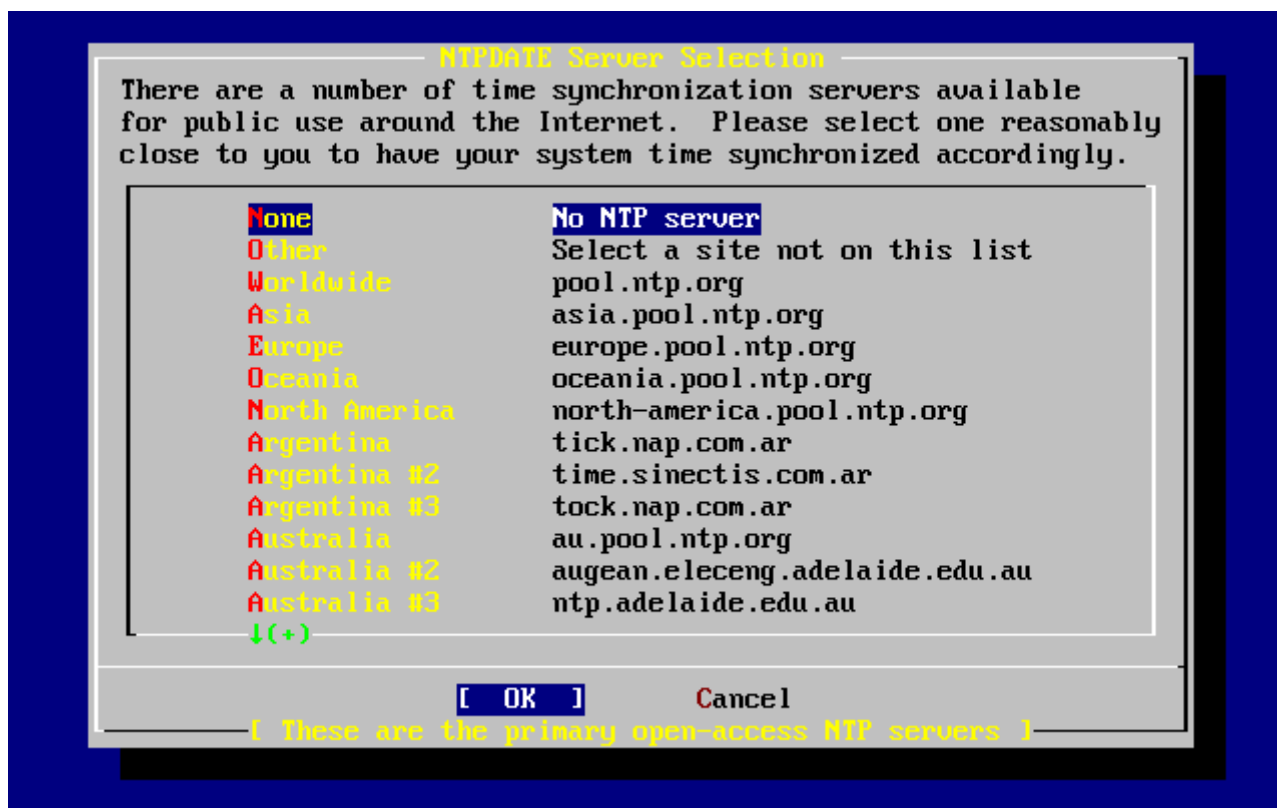 NTPDATE Server Selection
There are a number of time synchronization servers available
for public use around the Internet.  Please select one reasonably
close to you to have your system time synchronized accordingly.
None No NTP server
Other Select a site not on this list
Worldwide pool.ntp.org
Asia asia.pool.ntp.org
Europe europe.pool.ntp.org
Oceania oceania.pool.ntp.org
North America north-america.pool.ntp.org
Argentina tick.nap.com.ar
Argentina #2 time.sinectis.com.ar
Argentina #3 tock.nap.com.ar
Australia au.pool.ntp.org
Australia #2 augean.eleceng.adelaide.edu.au
Australia #3 ntp.adelaide.edu.au
↓(+)
[ OK ] Cancel
[ These are the primary open-access NTP servers ]